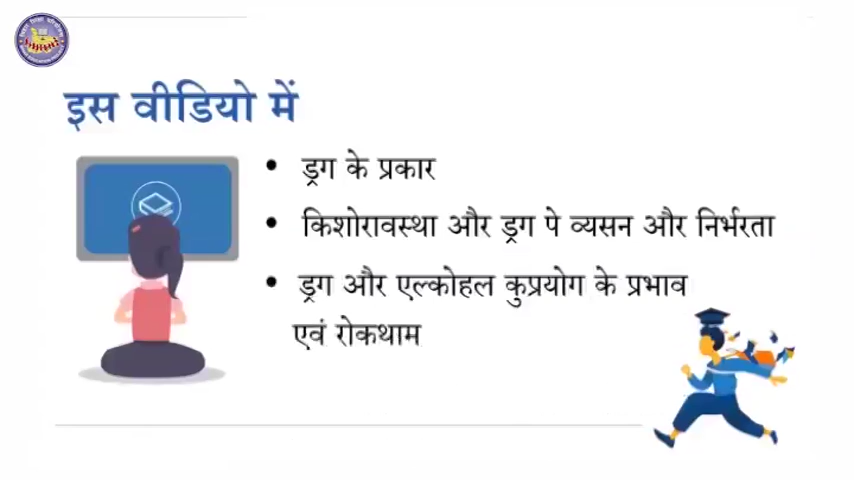 इस वीडियो में
• ड्रग के प्रकार
• किशोरावस्था और ड्रग पे व्यसन और निर्भरता
• ड्रग और एल्कोहल कुप्रयोग के प्रभाव
एवं रोकथाम